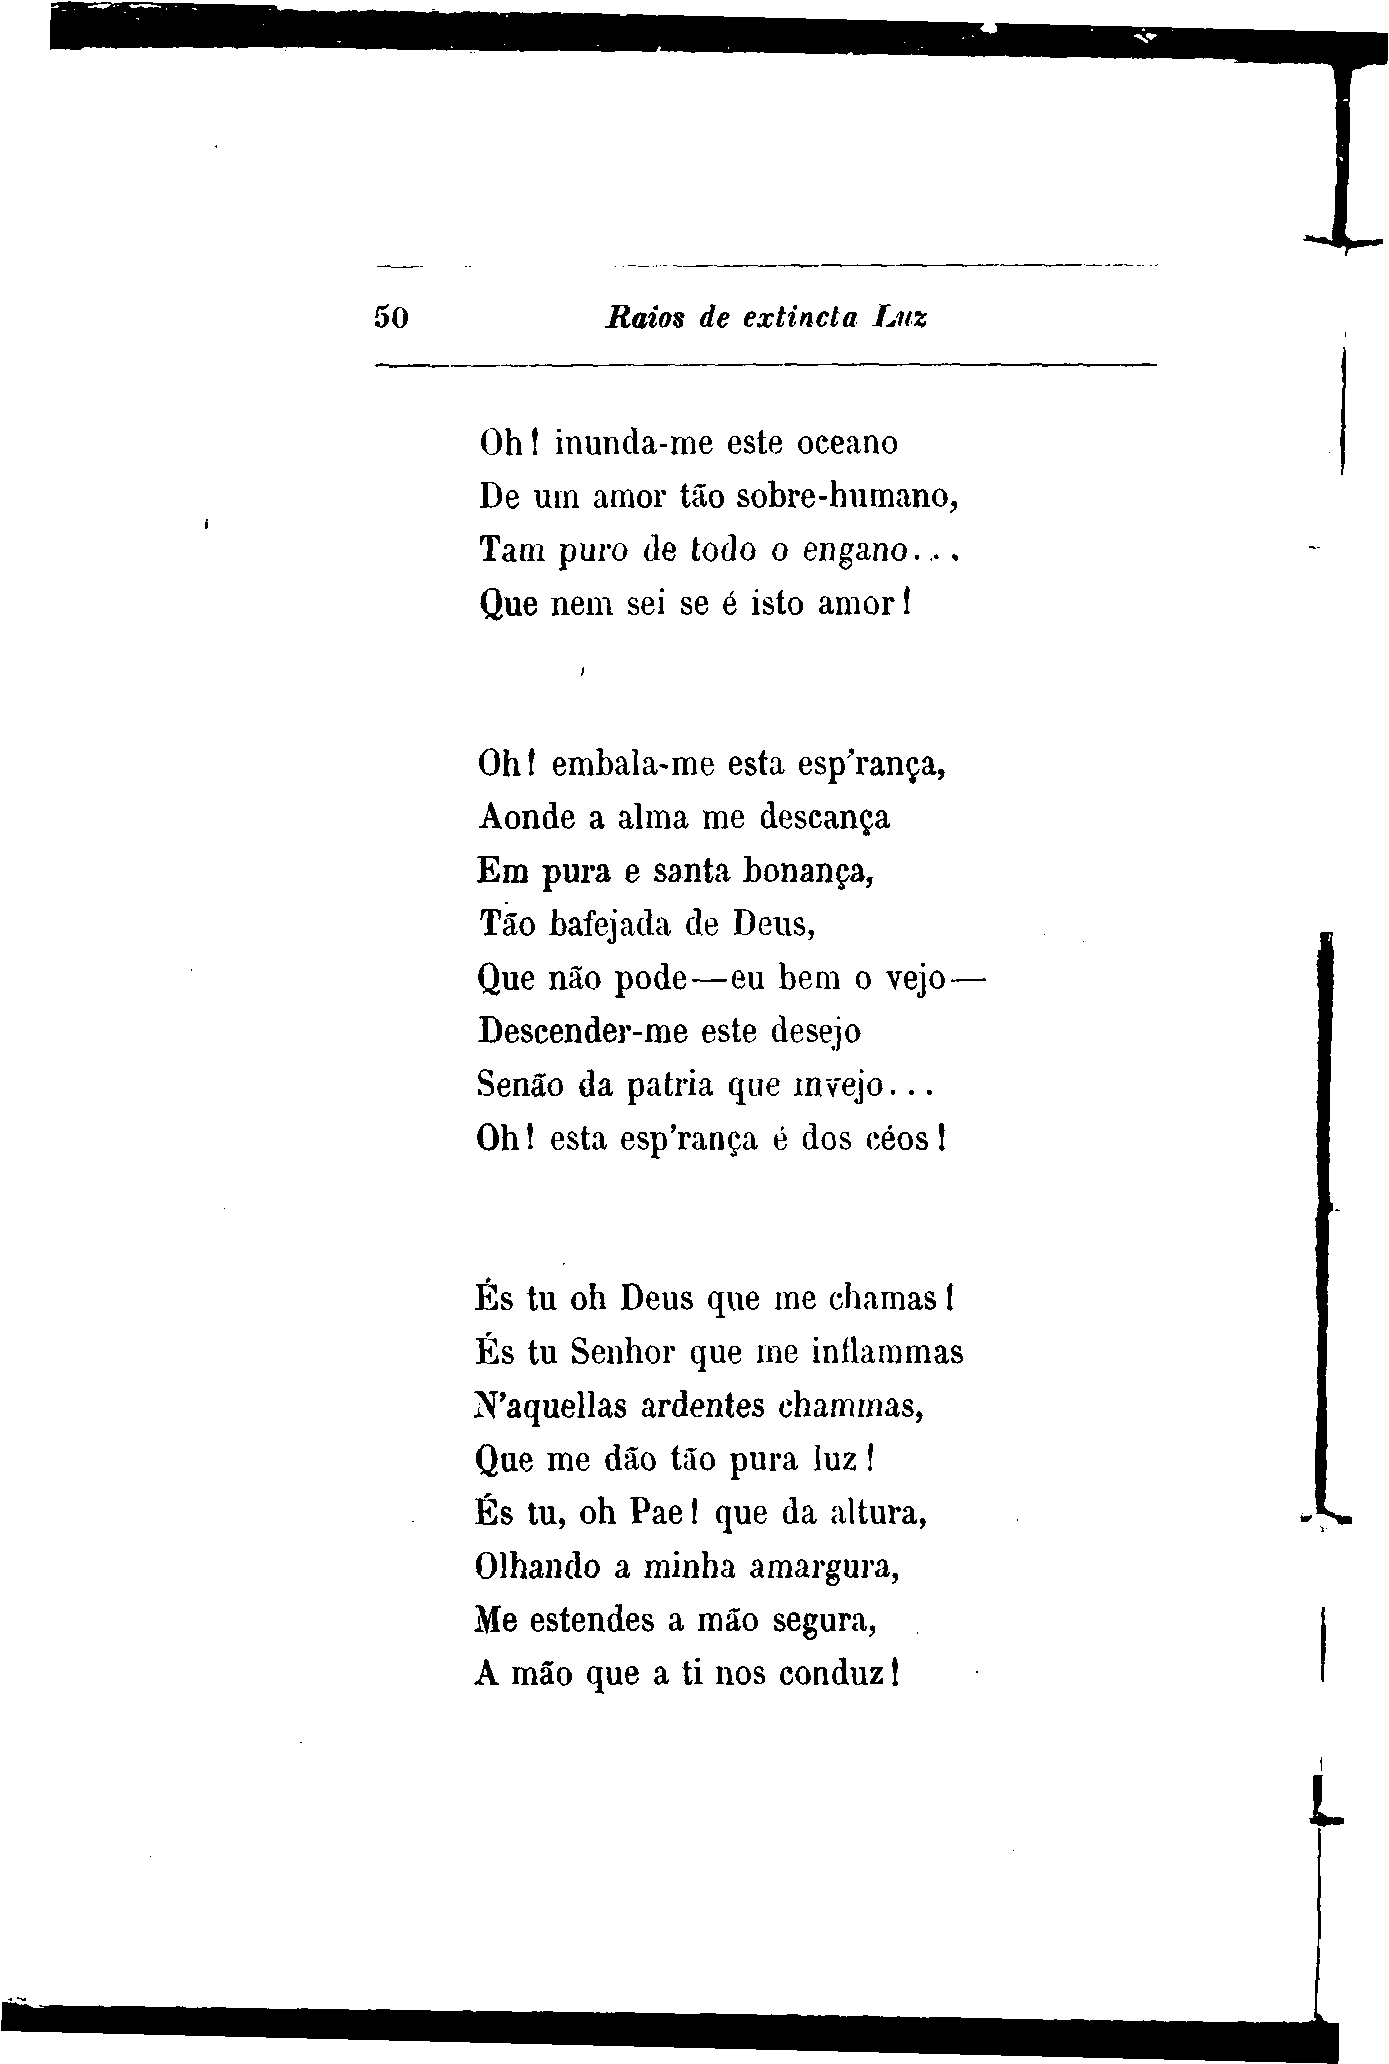 50 Raios de extincta Luz
Oh! inunda-me este oceano
De um amor tão sobre-humano,
Tam puro de todo o engano...
Que nem sei se é isto amor!
Oh! embala-me esta esp'rança,
Aonde a alma me descança
Em pura e santa bonança,
Tão bafejada de Deus,
Que não pode—eu bem o vejo—
Descender-me este desejo
Senão da patria que invejo...
Oh! esta esp'rança é dos céos!
És tu oh Deus que me chamas!
És tu Senhor que me inflammas
N'aquellas ardentes chammas,
Que me dão tão pura luz!
És tu, oh Pae! que da altura,
Olhando a minha amargura,
Me estendes a mão segura,
A mão que a ti nos conduz!